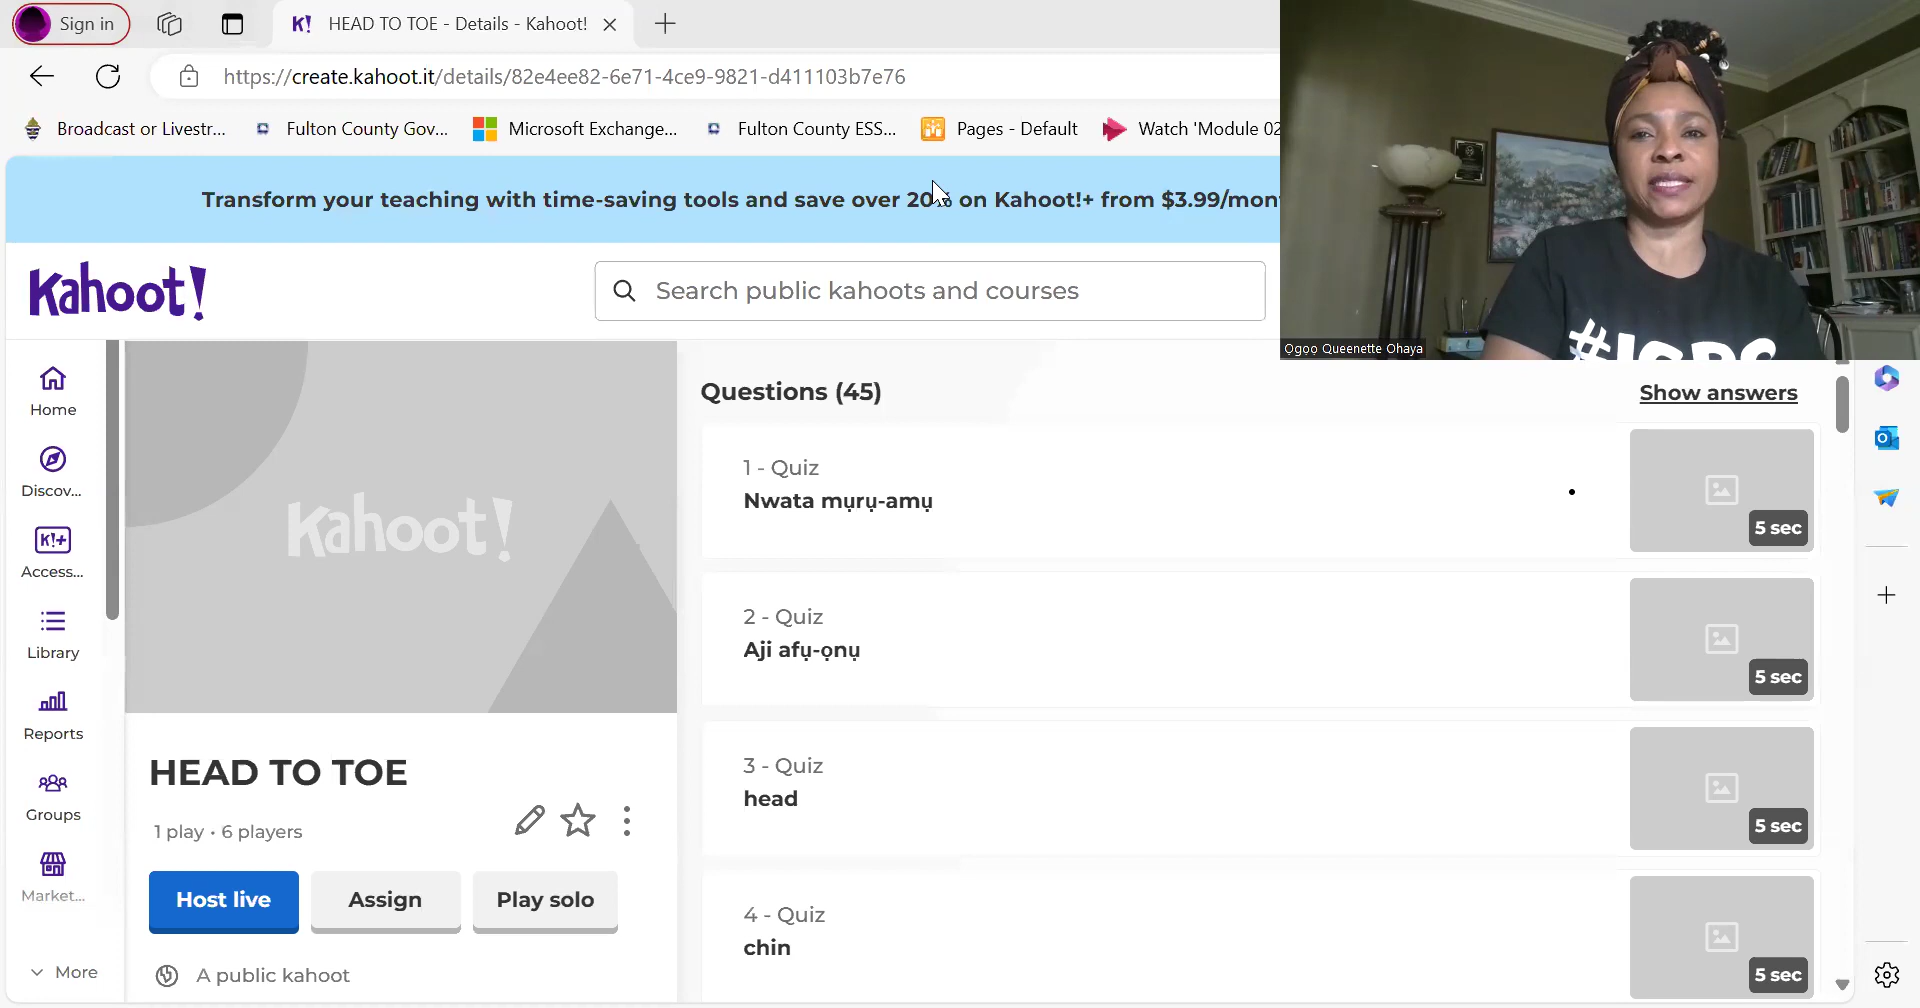 Sign in
HEAD TO TOE - Details - Kahoot!
https://create.kahoot.it/details/82e4ee82-6e71-4ce9-9821-d411103b7e76
Broadcast or Livestr...
Fulton County Gov...
Microsoft Exchange...
Fulton County ESS...
Pages - Default
Watch 'Module 02
Transform your teaching with time-saving tools and save over 20% on Kahoot!+ from $3.99/mon
Kahoot!
Search public kahoots and courses
Ọgọọ Queenette Ohaya
Home
Discov...
K!+
Access...
Library
Reports
Groups
Market...
More
Kahoot!
HEAD TO TOE
1 play • 6 players
Host live
Assign
Play solo
A public kahoot
Questions (45)
Show answers
1 - Quiz
Nwata mụrụ-amụ
5 sec
2 - Quiz
Aji afụ-ọnụ
5 sec
3 - Quiz
head
5 sec
4 - Quiz
chin
5 sec